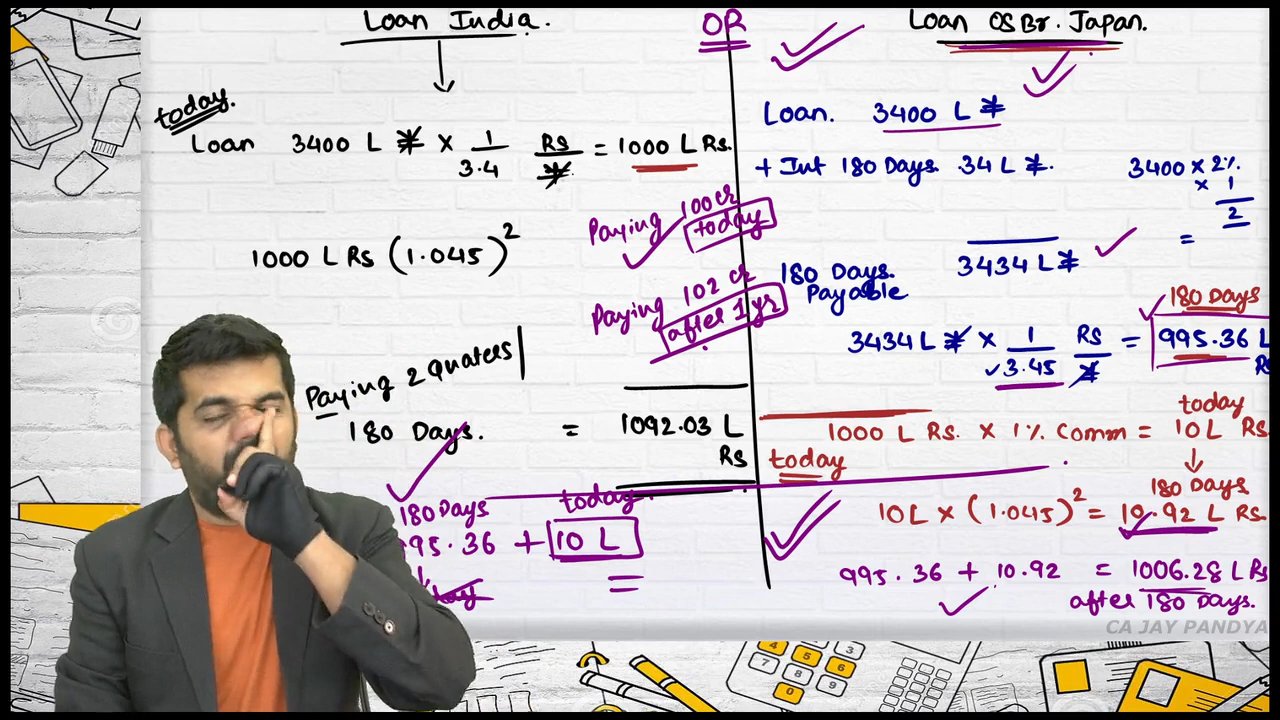 Loan India.
today.
Loan 3400 L ¥ × 1/3.4 Rs/¥ = 1000 L Rs.
1000 L Rs (1.045)²
Paying 100 cr
today
Paying 102 cr
after 1 yr
Paying 2 Quaters
180 Days. = 1092.03 L
Rs
180 Days today
995.36 + 10 L
OR
Loan OS Br. Japan.
Loan. 3400 L ¥
+ Int 180 Days. 34 L ¥. 3400 × 2%
× 1/2
=
3434 L ¥
180 Days.
Payable
180 Days
3434 L ¥ × 1/3.45 Rs/¥ = 995.36 L
Rs
today
1000 L Rs. × 1% Comm = 10 L Rs
today
180 Days
10L × (1.045)² = 10.92 L Rs.
995.36 + 10.92 = 1006.28 L Rs
after 180 Days.
CA JAY PANDYA